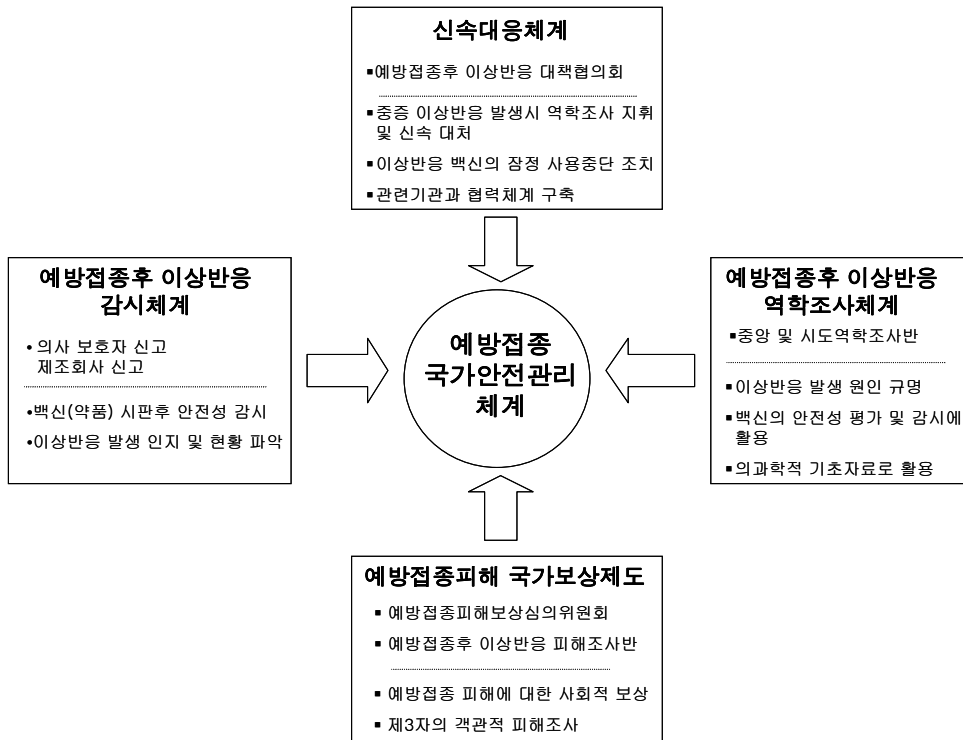 신속대응체계
▪예방접종후 이상반응 대책협의회
▪중증 이상반응 발생시 역학조사 지휘
및 신속 대처
▪이상반응 백신의 잠정 사용중단 조치
▪관련기관과 협력체계 구축
예방접종후 이상반응
감시체계
• 의사 보호자 신고
제조회사 신고
•백신(약품) 시판후 안전성 감시
•이상반응 발생 인지 및 현황 파악
예방접종
국가안전관리
체계
예방접종후 이상반응
역학조사체계
▪중앙 및 시도역학조사반
▪이상반응 발생 원인 규명
▪백신의 안전성 평가 및 감시에
활용
▪의과학적 기초자료로 활용
예방접종피해 국가보상제도
▪ 예방접종피해보상심의위원회
▪ 예방접종후 이상반응 피해조사반
▪ 예방접종 피해에 대한 사회적 보상
▪ 제3자의 객관적 피해조사